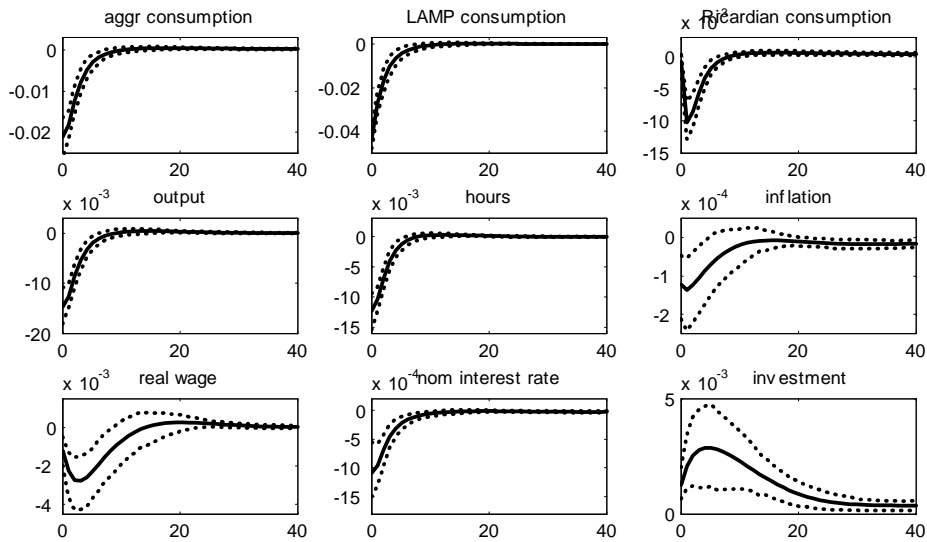 aggr consumption
0
-0.01
-0.02
0 20 40
LAMP consumption
0
-0.02
-0.04
0 20 40
x 10-3
Ricardian consumption
0
-5
-10
-15
0 20 40
x 10-3
output
0
-10
-20
0 20 40
x 10-3
hours
0
-5
-10
-15
0 20 40
x 10-4
inflation
0
-1
-2
0 20 40
x 10-3
real wage
0
-2
-4
0 20 40
x 10-4
nom interest rate
0
-5
-10
-15
0 20 40
x 10-3
investment
5
0
0 20 40